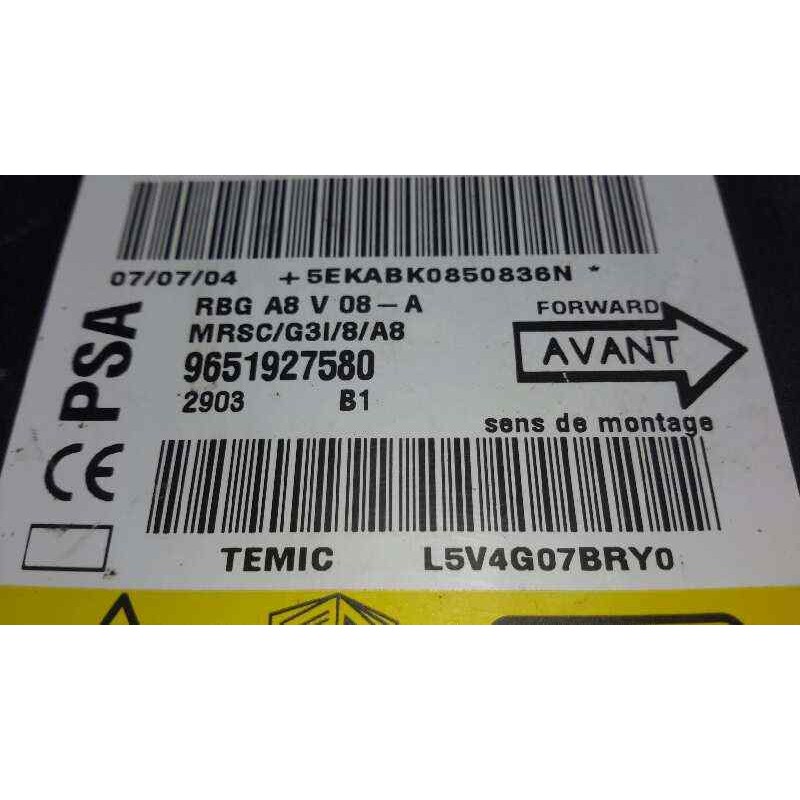 07/07/04 +5EKABK0850836N *
RBG A8 V 08-A
MRSC/G3I/8/A8
9651927580
2903 B1
PSA
CE
FORWARD
AVANT
sens de montage
TEMIC L5V4G07BRY0